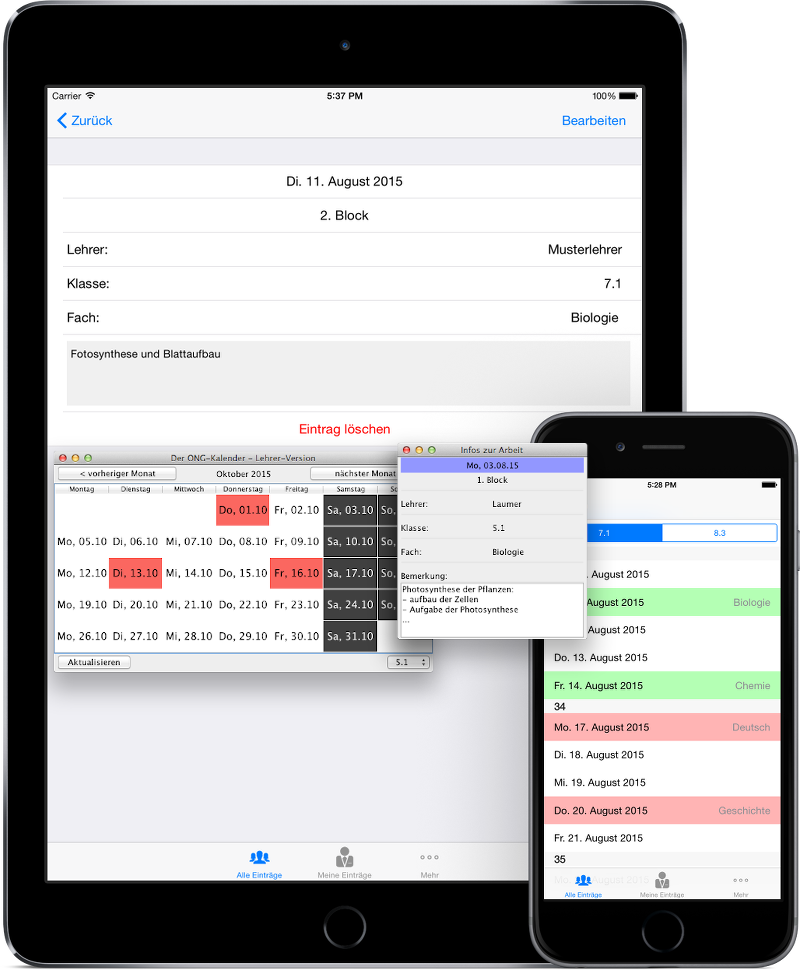 Carrier 5:37 PM 100%
Zurück Bearbeiten
Di. 11. August 2015
2. Block
Lehrer: Musterlehrer
Klasse: 7.1
Fach: Biologie
Fotosynthese und Blattaufbau
Eintrag löschen
Der ONG-Kalender – Lehrer-Version
< vorheriger Monat Oktober 2015 nächster Monat
Montag Dienstag Mittwoch Donnerstag Freitag Samstag So
Do, 01.10 Fr, 02.10 Sa, 03.10 So,
Mo, 05.10 Di, 06.10 Mi, 07.10 Do, 08.10 Fr, 09.10 Sa, 10.10 So,
Mo, 12.10 Di, 13.10 Mi, 14.10 Do, 15.10 Fr, 16.10 Sa, 17.10 So,
Mo, 19.10 Di, 20.10 Mi, 21.10 Do, 22.10 Fr, 23.10 Sa, 24.10 So,
Mo, 26.10 Di, 27.10 Mi, 28.10 Do, 29.10 Fr, 30.10 Sa, 31.10
Aktualisieren 5.1
Infos zur Arbeit
Mo, 03.08.15
1. Block
Lehrer: Laumer
Klasse: 5.1
Fach: Biologie
Bemerkung:
Photosynthese der Pflanzen:
- aufbau der Zellen
- Aufgabe der Photosynthese
...
Alle Einträge Meine Einträge Mehr
5:28 PM
7.1 8.3
. August 2015
August 2015 Biologie
August 2015
Do. 13. August 2015
Fr. 14. August 2015 Chemie
34
Mo. 17. August 2015 Deutsch
Di. 18. August 2015
Mi. 19. August 2015
Do. 20. August 2015 Geschichte
Fr. 21. August 2015
35
Alle Einträge Meine Einträge Mehr